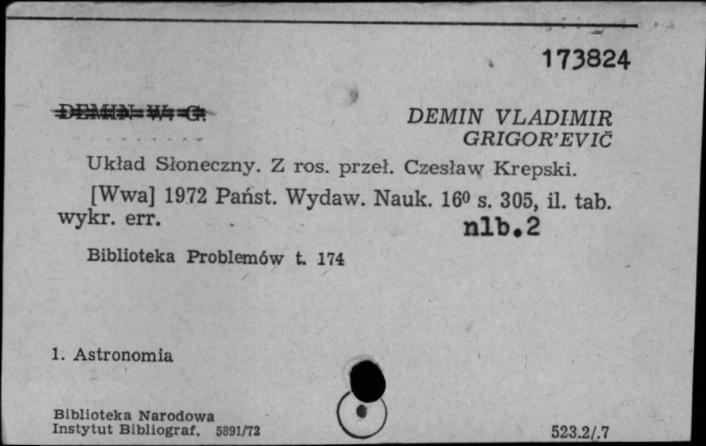 173824
DEMIN W. G.
DEMIN VLADIMIR
GRIGOR'EVIČ
Układ Słoneczny. Z ros. przeł. Czesław Krepski.
[Wwa] 1972 Państ. Wydaw. Nauk. 16⁰ s. 305, il. tab.
wykr. err.
nlb.2
Biblioteka Problemów t. 174
1. Astronomia
Biblioteka Narodowa
Instytut Bibliograf. 5891/72
523.2/.7